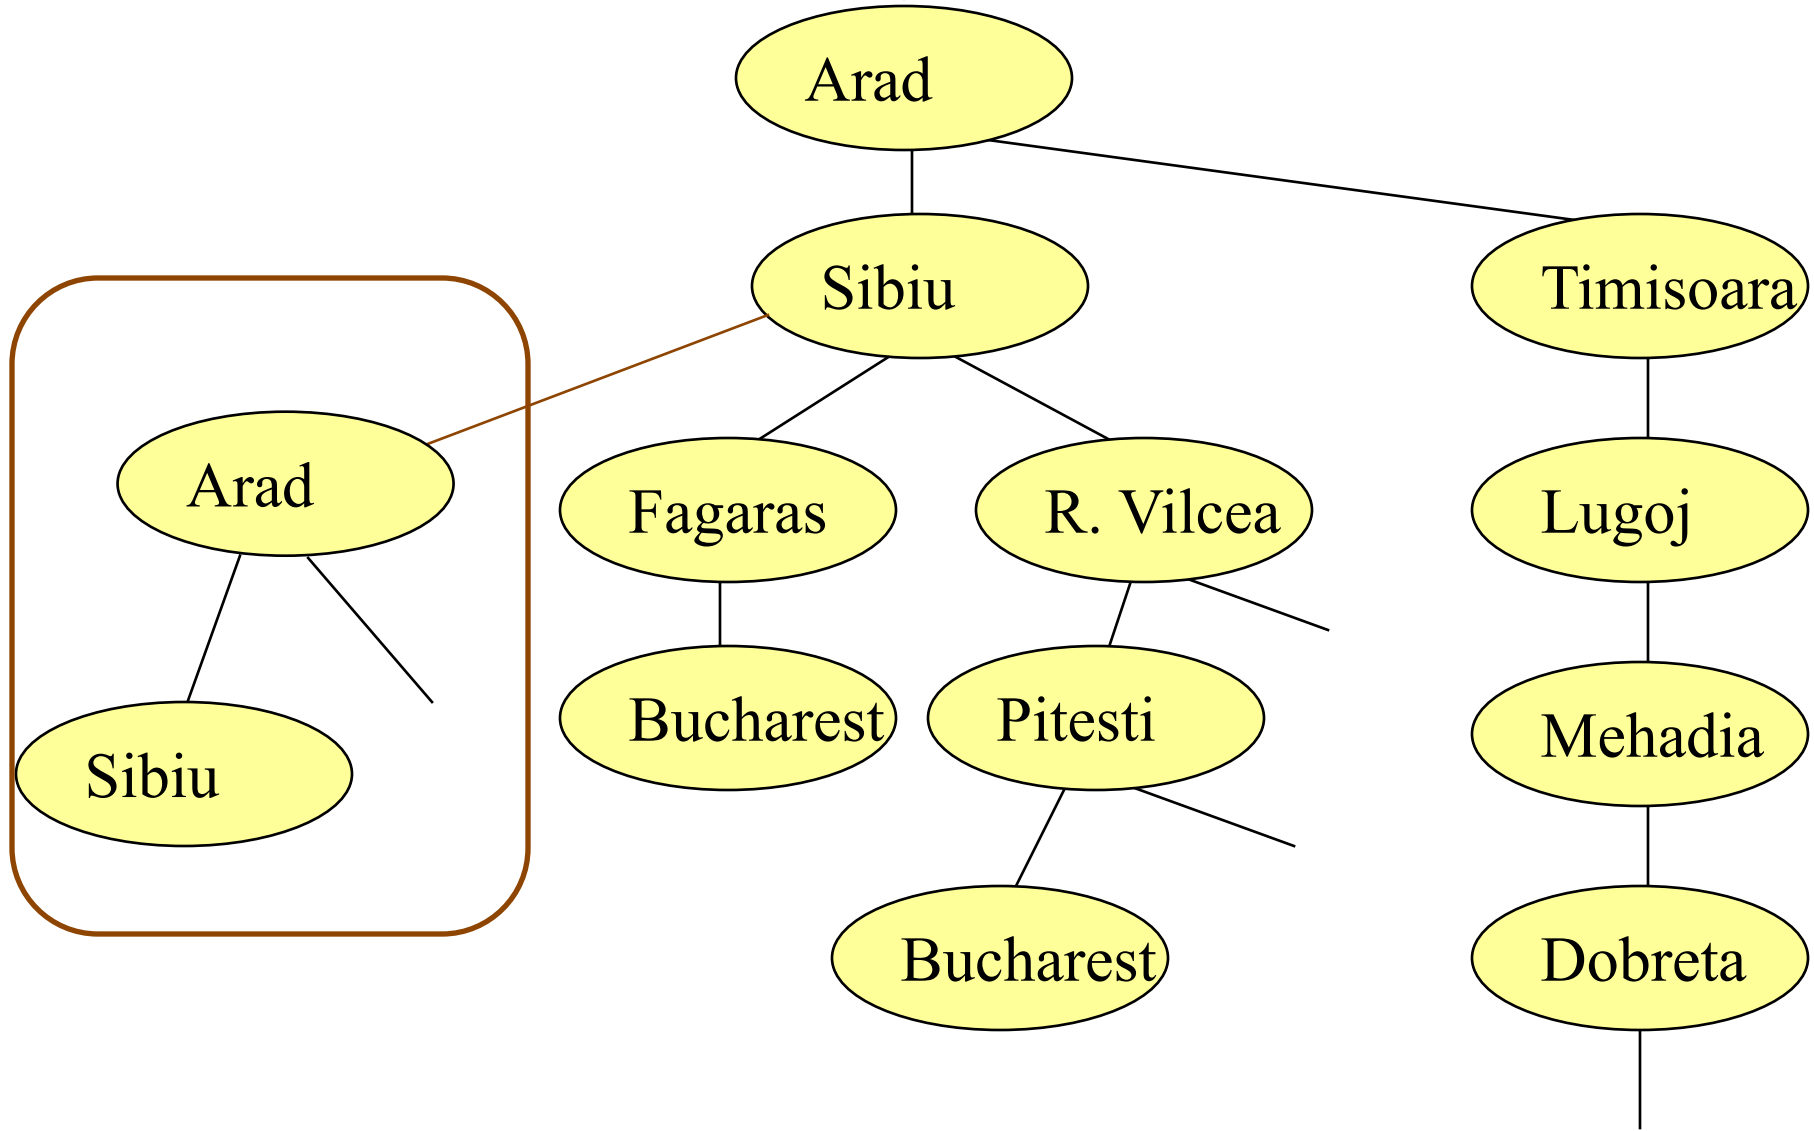 Arad
Sibiu
Timisoara
Arad
Fagaras
R. Vilcea
Lugoj
Sibiu
Bucharest
Pitesti
Mehadia
Bucharest
Dobreta